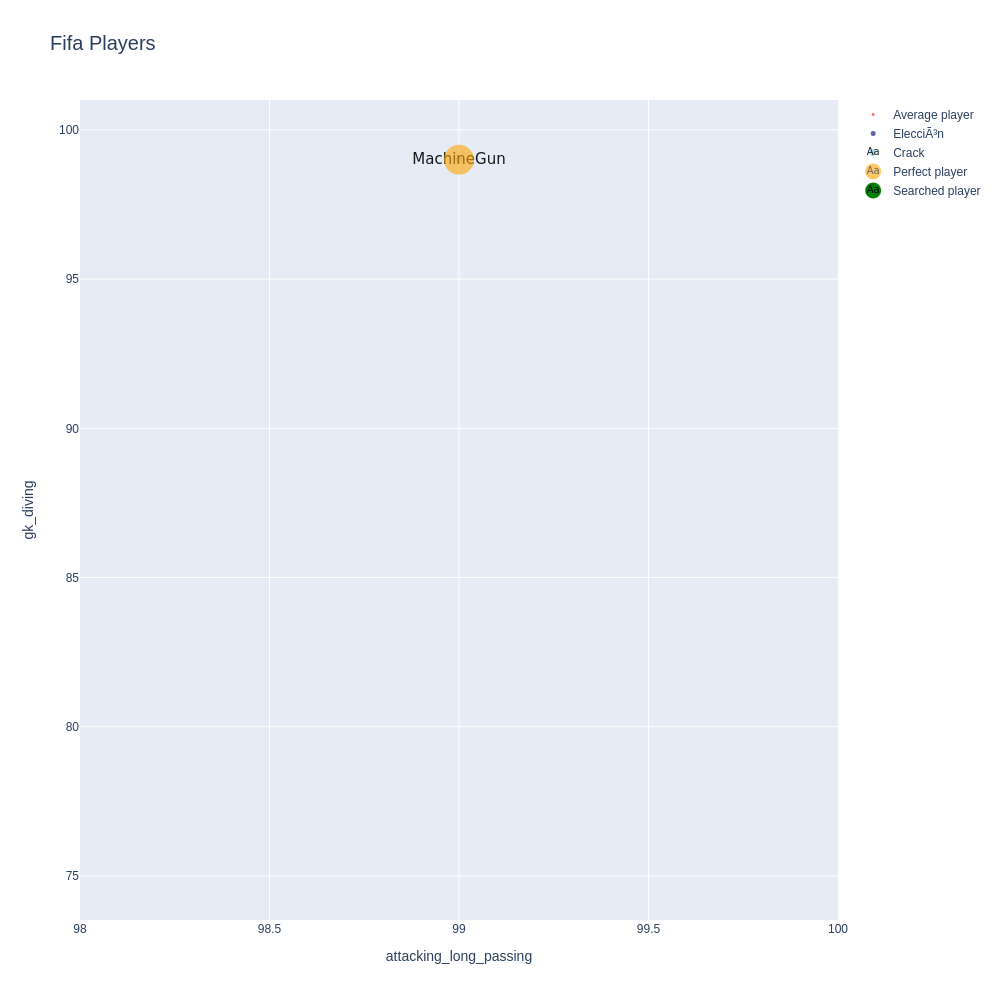 Fifa Players
MachineGun
100
95
90
85
80
75
gk_diving
98
98.5
99
99.5
100
attacking_long_passing
Average player
ElecciÃ³n
Aa Crack
Aa Perfect player
Aa Searched player